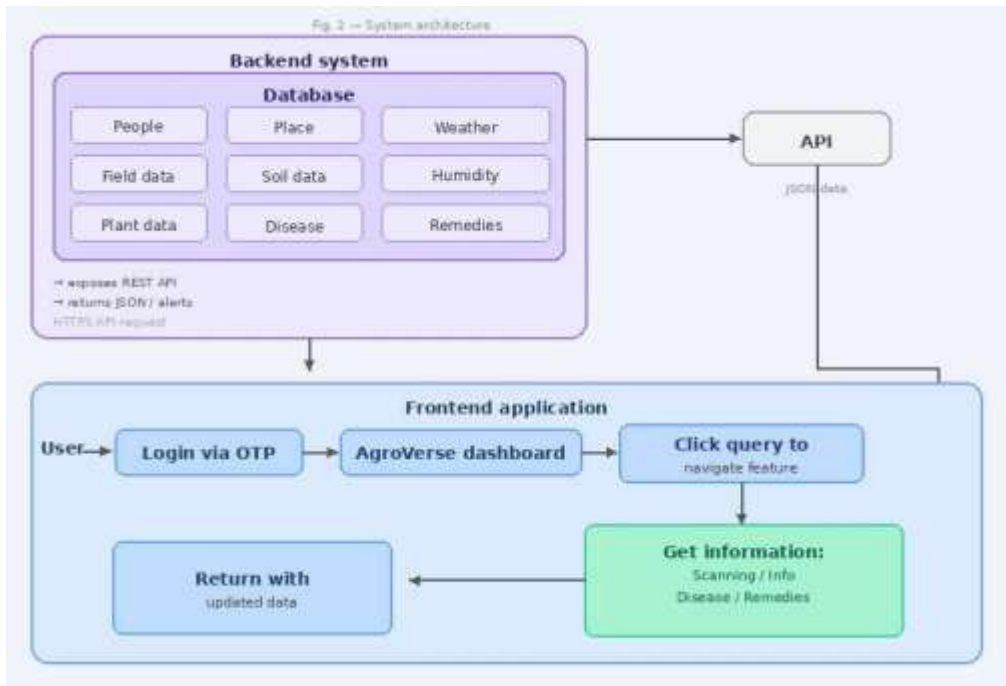 Fig. 2 — System architecture
Backend system
Database
People
Place
Weather
Field data
Soil data
Humidity
Plant data
Disease
Remedies
→ exposes REST API
→ returns JSON / alerts
HTTPS API request
API
JSON data
Frontend application
User
Login via OTP
AgroVerse dashboard
Click query to
navigate feature
Get information:
Scanning / Info
Disease / Remedies
Return with
updated data